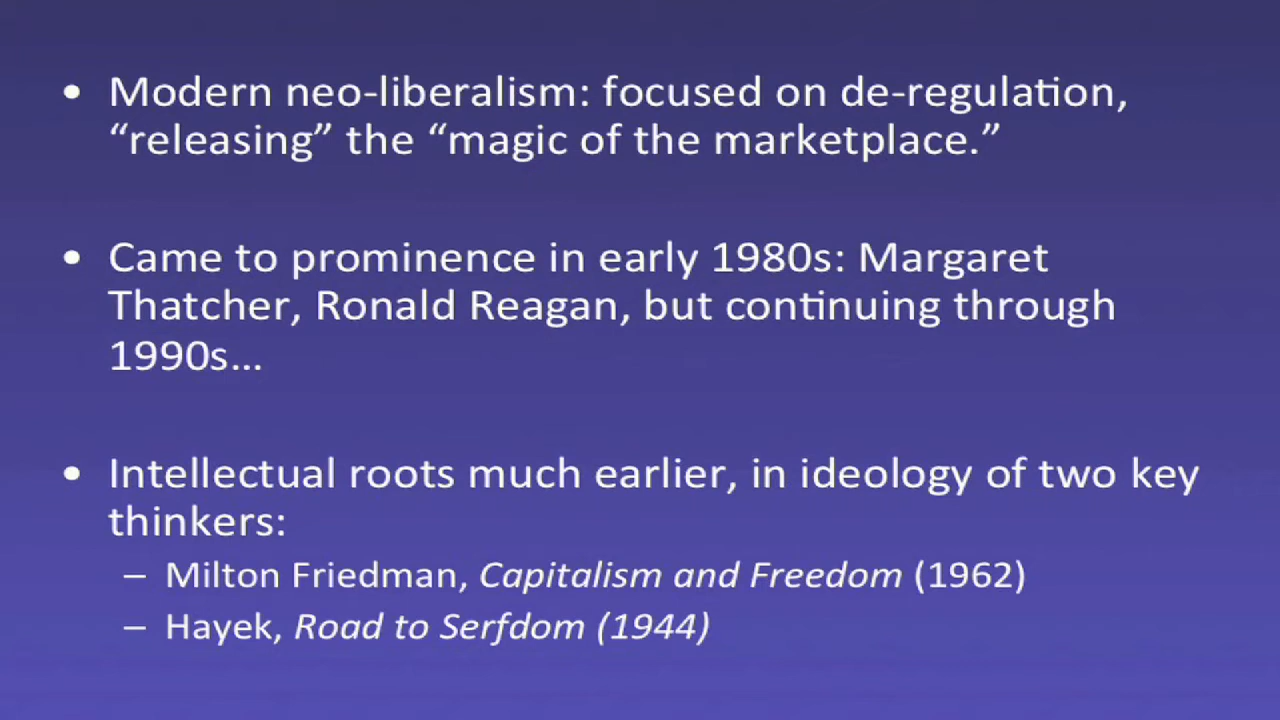 • Modern neo-liberalism: focused on de-regulation,
“releasing” the “magic of the marketplace.”
• Came to prominence in early 1980s: Margaret
Thatcher, Ronald Reagan, but continuing through
1990s…
• Intellectual roots much earlier, in ideology of two key
thinkers:
– Milton Friedman, Capitalism and Freedom (1962)
– Hayek, Road to Serfdom (1944)